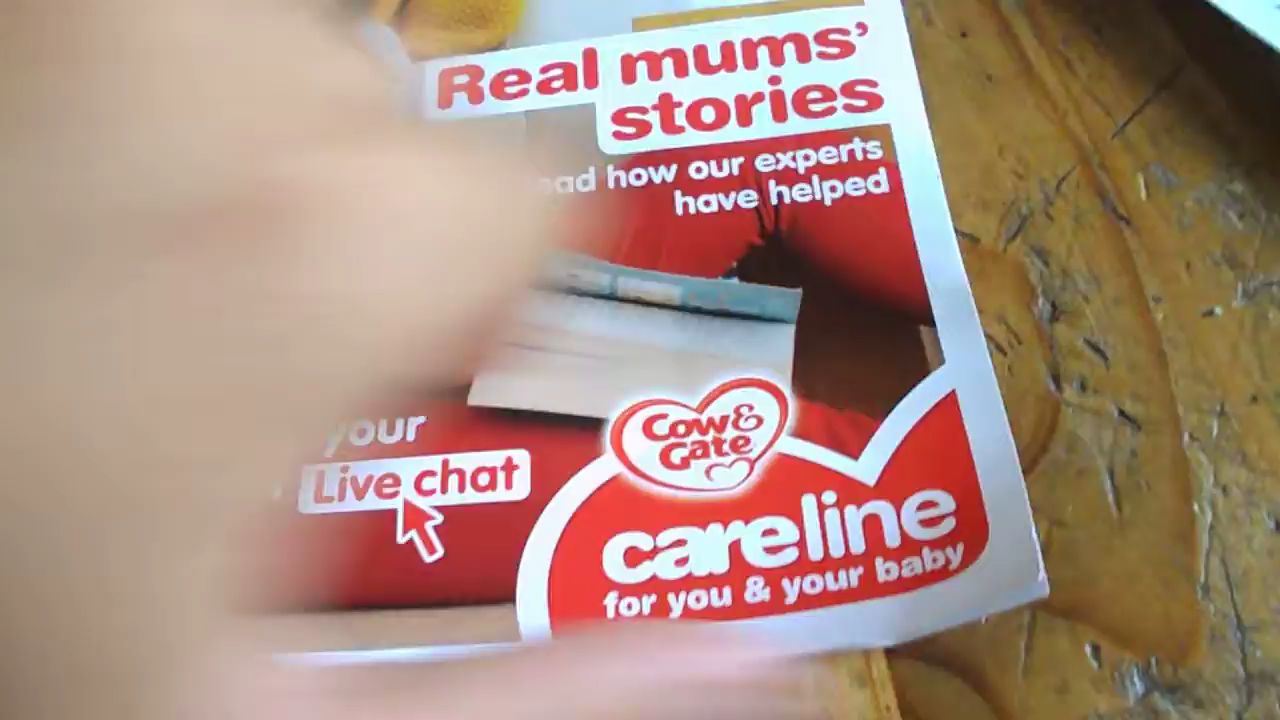 Real mums'
stories
how our experts
have helped
your
Live chat
Cow&
Gate
careline
for you & your baby